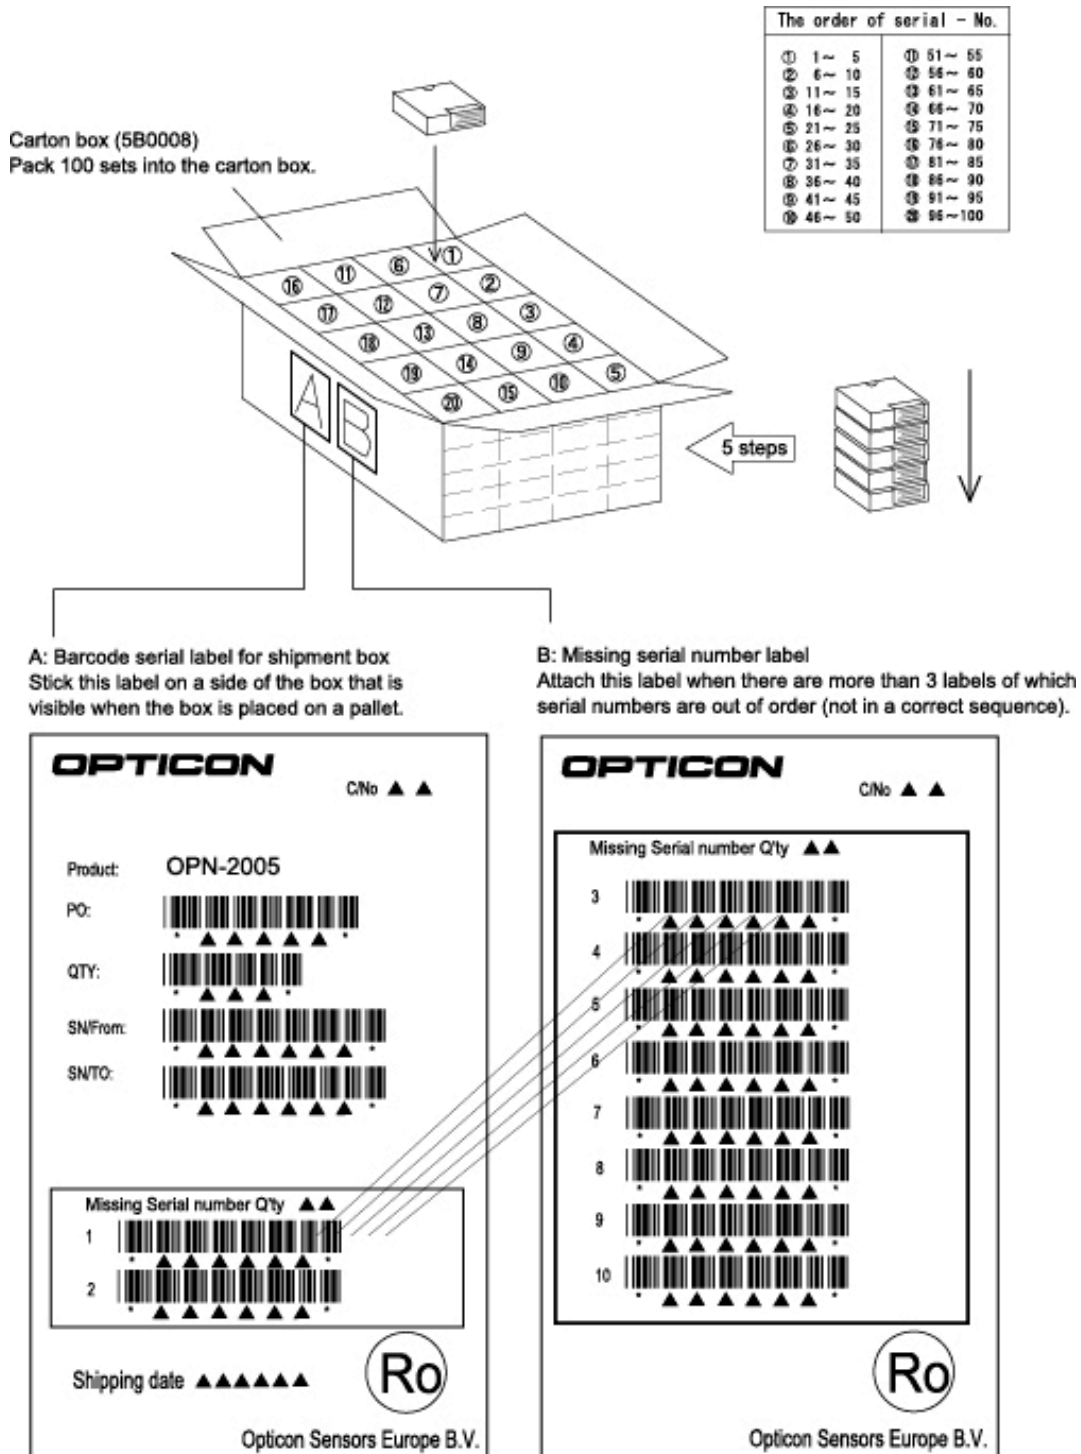 The order of serial - No.
① 1~ 5 ⑪ 51~ 55
② 6~ 10 ⑫ 56~ 60
③ 11~ 15 ⑬ 61~ 65
④ 16~ 20 ⑭ 66~ 70
⑤ 21~ 25 ⑮ 71~ 75
⑥ 26~ 30 ⑯ 76~ 80
⑦ 31~ 35 ⑰ 81~ 85
⑧ 36~ 40 ⑱ 86~ 90
⑨ 41~ 45 ⑲ 91~ 95
⑩ 46~ 50 ⑳ 96~100
Carton box (5B0008)
Pack 100 sets into the carton box.
⑯ ⑪ ⑥ ①
⑰ ⑫ ⑦ ②
⑱ ⑬ ⑧ ③
⑲ ⑭ ⑨ ④
⑳ ⑮ ⑩ ⑤
A B
5 steps
A: Barcode serial label for shipment box
Stick this label on a side of the box that is
visible when the box is placed on a pallet.
OPTICON
C/No ▲ ▲
Product: OPN-2005
PO:
* ▲ ▲ ▲ ▲ ▲ *
QTY:
* ▲ ▲ ▲ *
SN/From:
* ▲ ▲ ▲ ▲ ▲ ▲ *
SN/TO:
* ▲ ▲ ▲ ▲ ▲ ▲ *
Missing Serial number Q'ty ▲ ▲
1
* ▲ ▲ ▲ ▲ ▲ ▲ *
2
* ▲ ▲ ▲ ▲ ▲ ▲ *
Shipping date ▲▲▲▲▲▲
Ro
Opticon Sensors Europe B.V.
B: Missing serial number label
Attach this label when there are more than 3 labels of which
serial numbers are out of order (not in a correct sequence).
OPTICON
C/No ▲ ▲
Missing Serial number Q'ty ▲▲
3
* ▲ ▲ ▲ ▲ ▲ ▲ *
4
* ▲ ▲ ▲ ▲ ▲ ▲ *
5
* ▲ ▲ ▲ ▲ ▲ ▲ *
6
* ▲ ▲ ▲ ▲ ▲ ▲ *
7
* ▲ ▲ ▲ ▲ ▲ ▲ *
8
* ▲ ▲ ▲ ▲ ▲ ▲ *
9
* ▲ ▲ ▲ ▲ ▲ ▲ *
10
* ▲ ▲ ▲ ▲ ▲ ▲ *
Ro
Opticon Sensors Europe B.V.